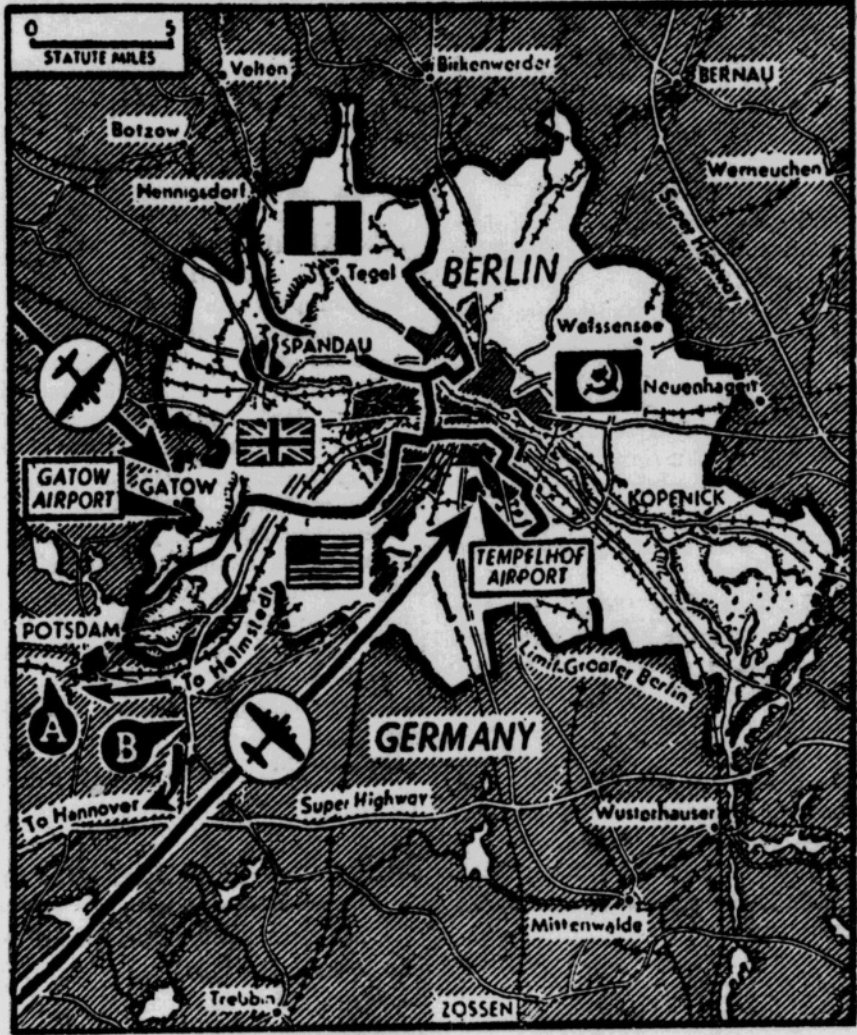 0 5
STATUTE MILES
Velten
Birkenwerder
BERNAU
Botzow
Werneuchen
Hennigsdorf
Super Highway
Tegel
BERLIN
Weissensee
SPANDAU
Neuenhagen
GATOW
AIRPORT
GATOW
KOPENICK
TEMPELHOF
AIRPORT
POTSDAM
To Helmstedt
Limit-Greater Berlin
A
B
GERMANY
To Hannover
Super Highway
Wusterhauser
Mittenwalde
Trebbin
ZOSSEN